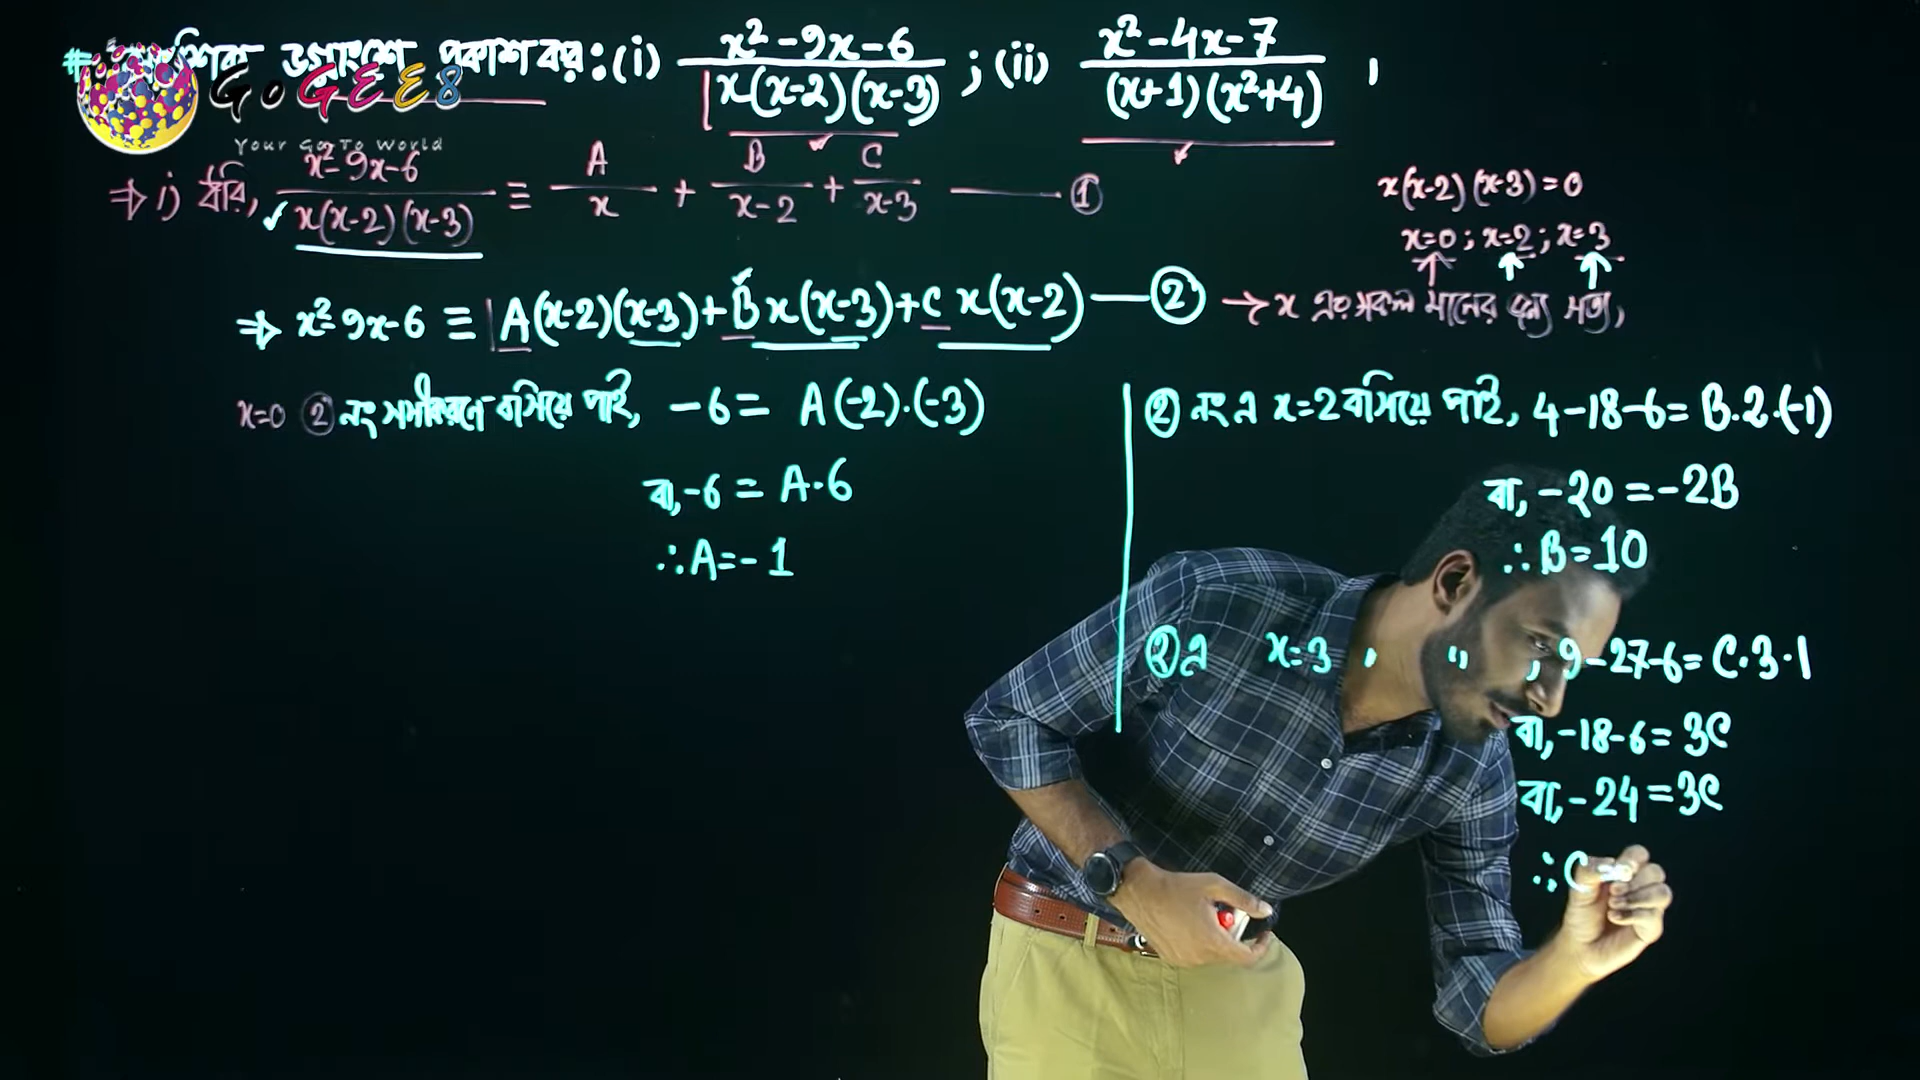 # শিক ভগ্নাংশে প্রকাশ কর: (i) x²-9x-6 / x(x-2)(x-3) ; (ii) x²-4x-7 / (x+1)(x²+4) ,
GoGEE8
Your GoTo World
⇒ i) ধরি, x²-9x-6 / x(x-2)(x-3) ≡ A/x + B/x-2 + C/x-3 ——— ①
x(x-2)(x-3)=0
x=0 ; x=2 ; x=3
⇒ x²-9x-6 ≡ A(x-2)(x-3)+Bx(x-3)+Cx(x-2) — ② → x এর সকল মানের জন্য সত্য,
x=0 ② নং সমীকরণে বসিয়ে পাই, -6 = A(-2).(-3)
বা, -6 = A.6
∴ A=-1
② নং এ x=2 বসিয়ে পাই, 4-18-6= B.2.(-1)
বা, -20 =-2B
∴ B=10
②এ x=3 , " , 9-27-6= C.3.1
বা, -18-6= 3C
বা, -24 =3C
∴ C =